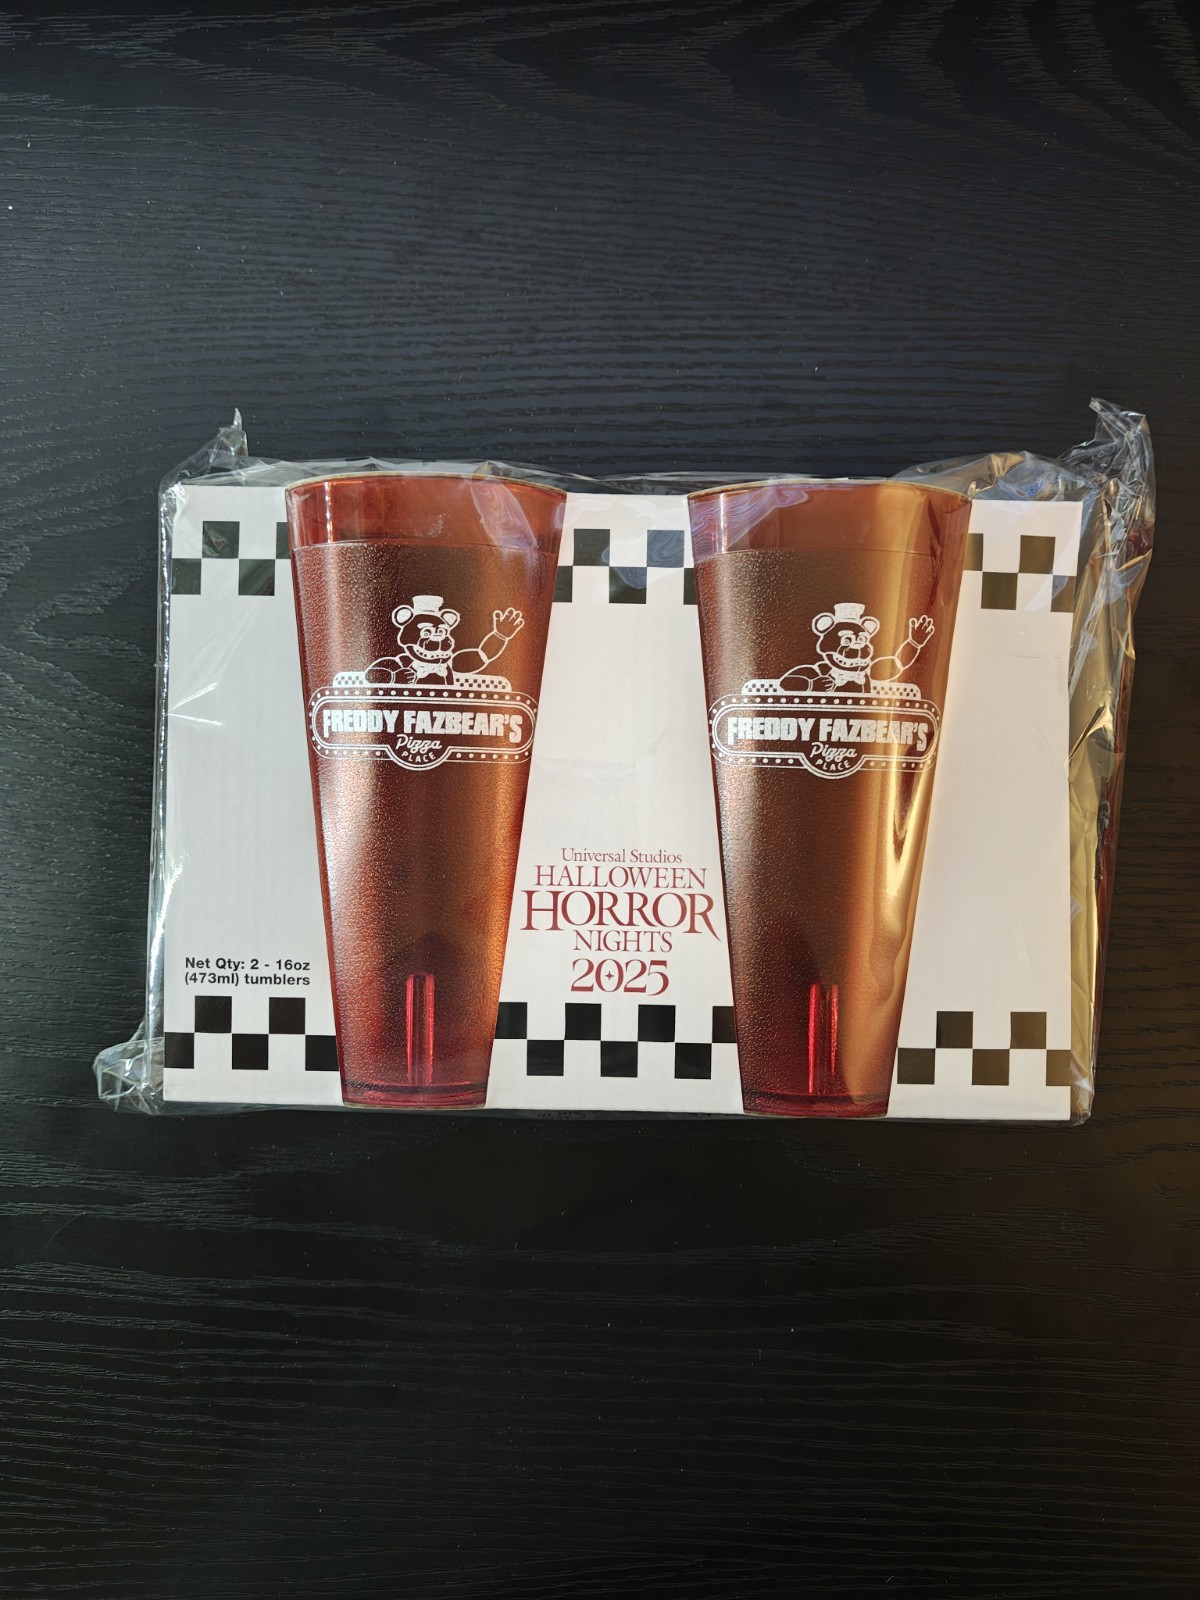 FREDDY FAZBEAR'S
Pizza
PLACE
FREDDY FAZBEAR'S
Pizza
PLACE
Universal Studios
HALLOWEEN
HORROR
NIGHTS
2025
Net Qty: 2 - 16oz
(473ml) tumblers